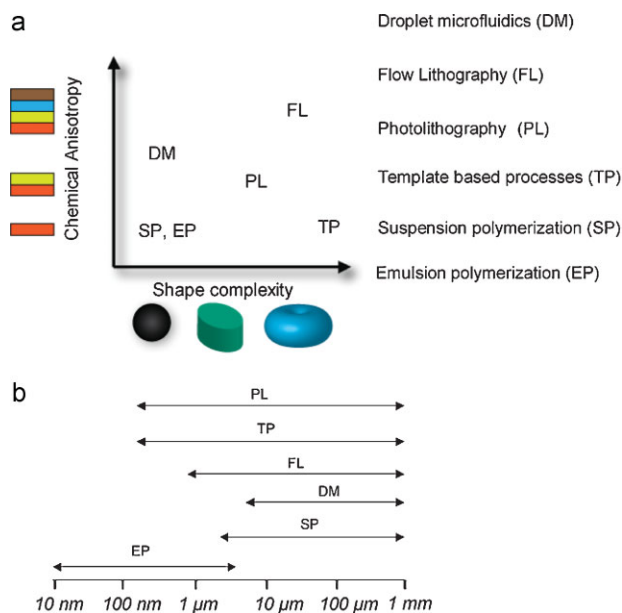 a
Droplet microfluidics (DM)
Flow Lithography (FL)
Photolithography (PL)
Template based processes (TP)
Suspension polymerization (SP)
Emulsion polymerization (EP)
Chemical Anisotropy
FL
DM
PL
SP, EP
TP
Shape complexity
b
PL
TP
FL
DM
SP
EP
10 nm 100 nm 1 µm 10 µm 100 µm 1 mm